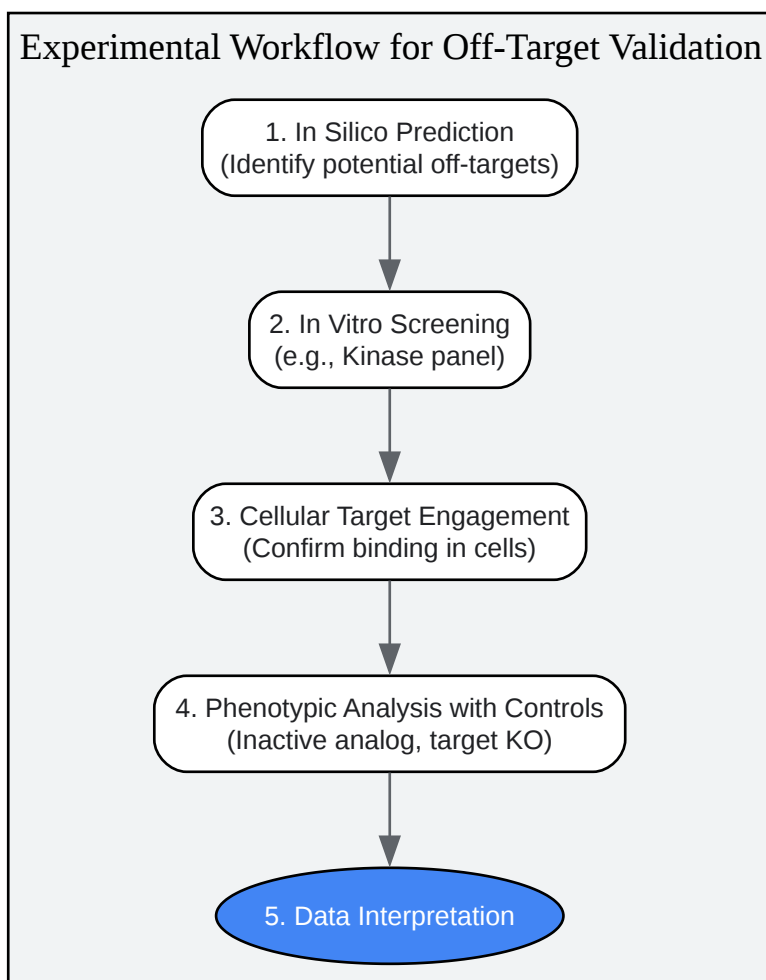 Experimental Workflow for Off-Target Validation
1. In Silico Prediction
(Identify potential off-targets)
2. In Vitro Screening
(e.g., Kinase panel)
3. Cellular Target Engagement
(Confirm binding in cells)
4. Phenotypic Analysis with Controls
(Inactive analog, target KO)
5. Data Interpretation